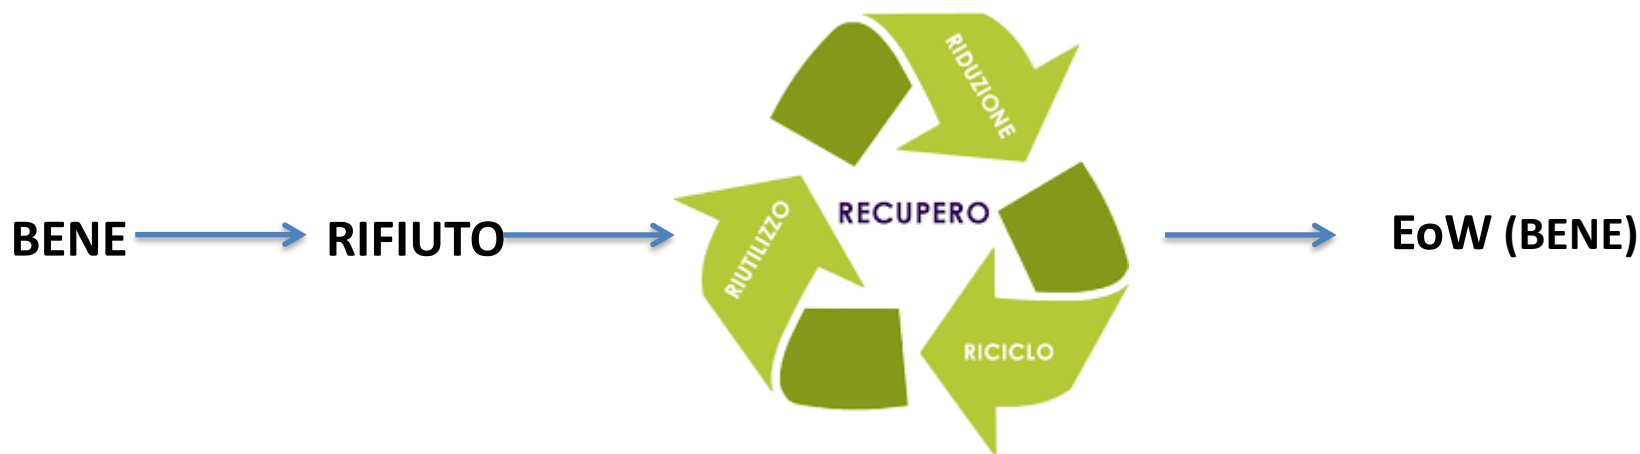 BENE
RIFIUTO
RIDUZIONE
RECUPERO
RIUTILIZZO
RICICLO
EoW (BENE)